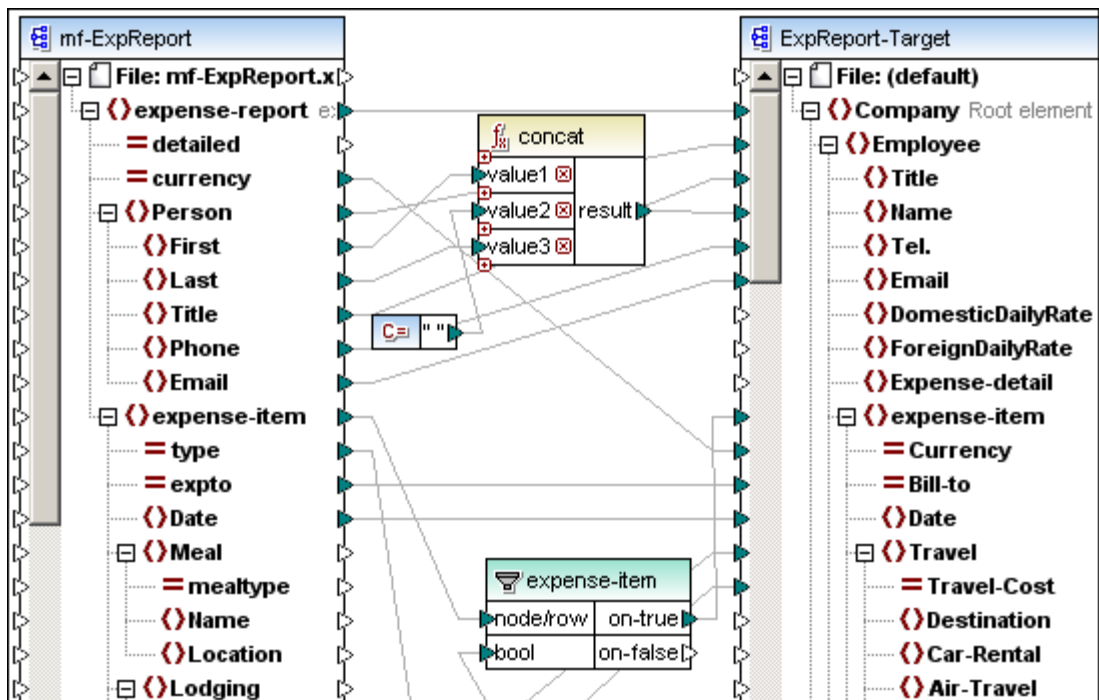 mf-ExpReport
File: mf-ExpReport.x
expense-report
detailed
currency
Person
First
Last
Title
Phone
Email
expense-item
type
expto
Date
Meal
mealtype
Name
Location
Lodging
fx concat
value1
value2 result
value3
C= " "
expense-item
node/row on-true
bool on-false
ExpReport-Target
File: (default)
Company Root element
Employee
Title
Name
Tel.
Email
DomesticDailyRate
ForeignDailyRate
Expense-detail
expense-item
Currency
Bill-to
Date
Travel
Travel-Cost
Destination
Car-Rental
Air-Travel